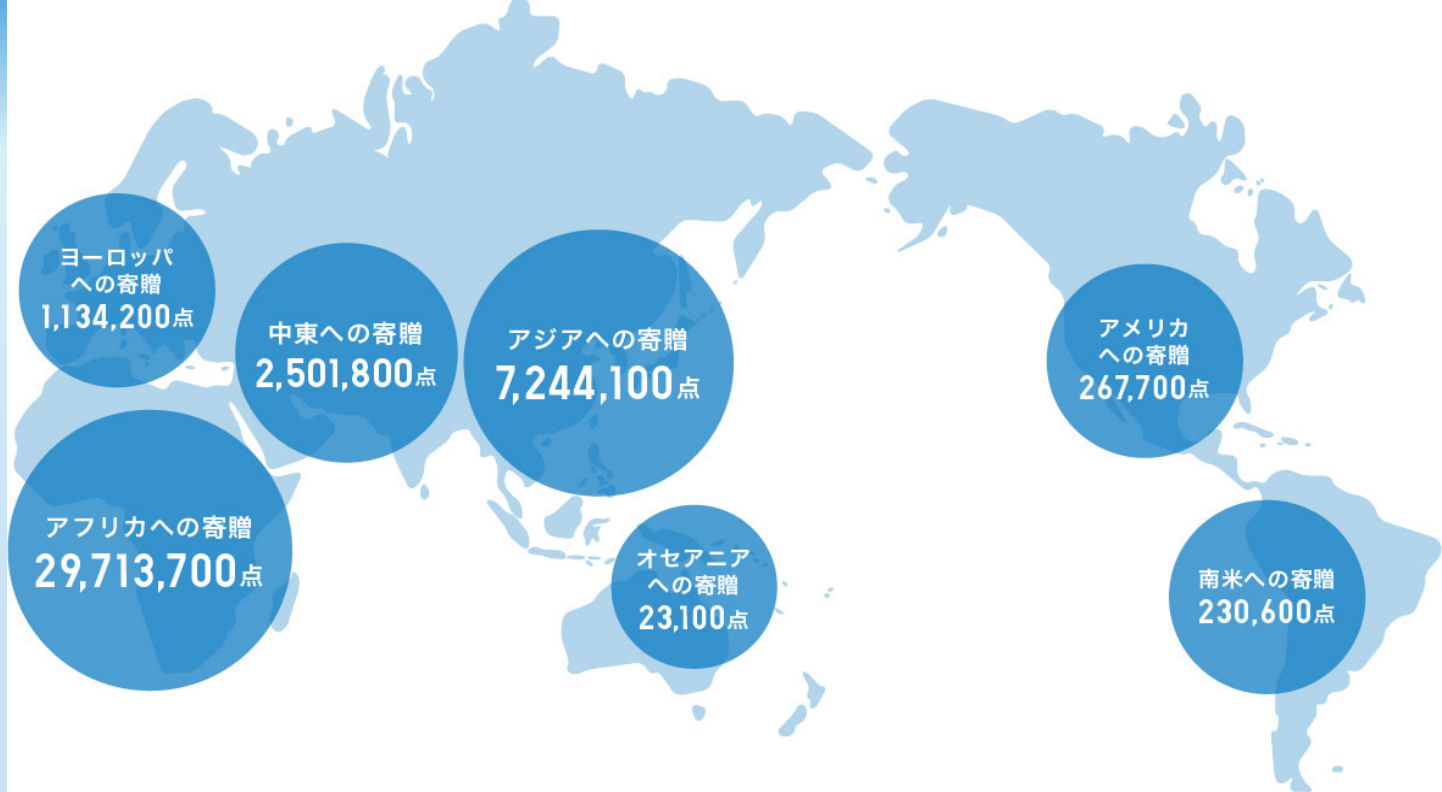 ヨーロッパ
への寄贈
1,134,200点
中東への寄贈
2,501,800点
アジアへの寄贈
7,244,100点
アメリカ
への寄贈
267,700点
アフリカへの寄贈
29,713,700点
オセアニア
への寄贈
23,100点
南米への寄贈
230,600点